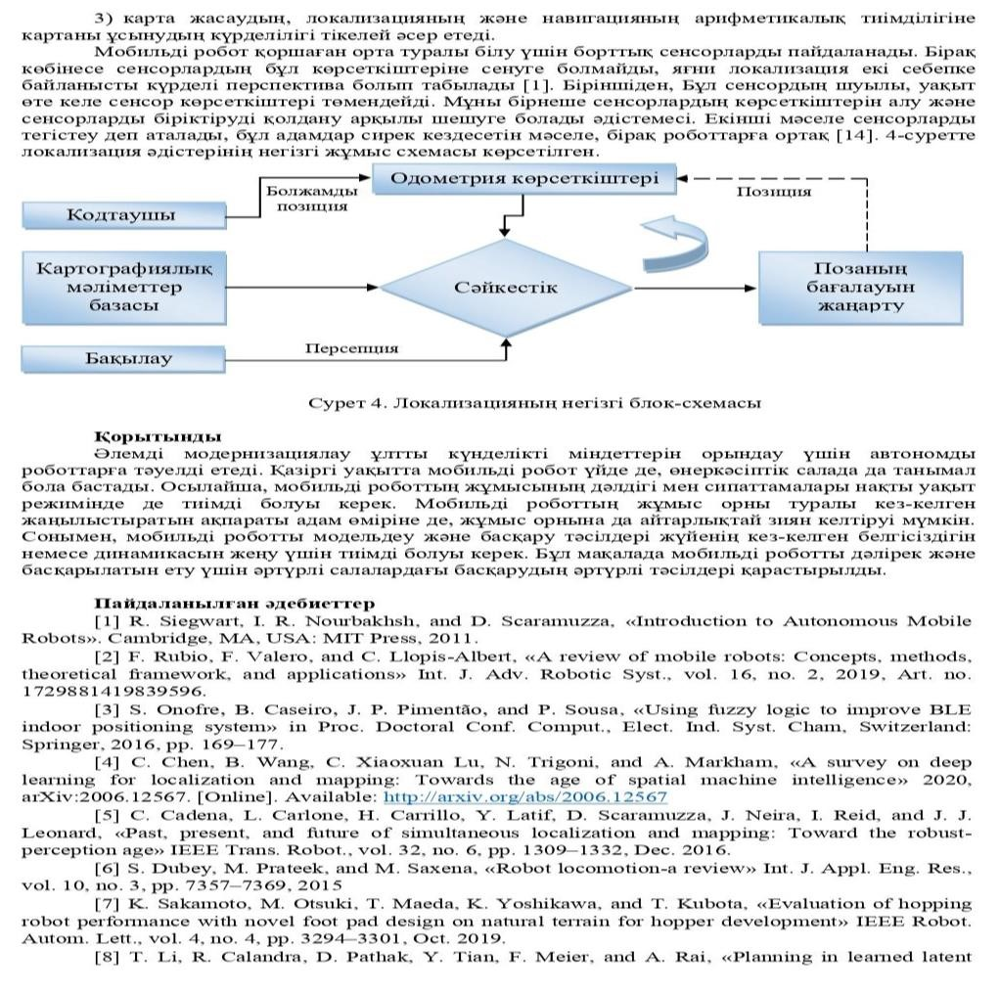 3) карта жасаудың, локализацияның және навигацияның арифметикалық тиімділігіне
картаны ұсынудың күрделілігі тікелей әсер етеді.
Мобильді робот қоршаған орта туралы білу үшін борттық сенсорларды пайдаланады. Бірақ
көбінесе сенсорлардың бұл көрсеткіштеріне сенуге болмайды, яғни локализация екі себепке
байланысты күрделі перспектива болып табылады [1]. Біріншіден, Бұл сенсордың шуылы, уақыт
өте келе сенсор көрсеткіштері төмендейді. Мұны бірнеше сенсорлардың көрсеткіштерін алу және
сенсорларды біріктіруді қолдану арқылы шешуге болады әдістемесі. Екінші мәселе сенсорларды
тегістеу деп аталады, бұл адамдар сирек кездесетін мәселе, бірақ роботтарға ортақ [14]. 4-суретте
локализация әдістерінің негізгі жұмыс схемасы көрсетілген.
Одометрия көрсеткіштері
Болжамды
позиция
Позиция
Кодтаушы
Картографиялық
мәліметтер
базасы
Сәйкестік
Позаның
бағалауын
жаңарту
Персепция
Бақылау
Сурет 4. Локализацияның негізгі блок-схемасы
Қорытынды
Әлемді модернизациялау ұлтты күнделікті міндеттерін орындау үшін автономды
роботтарға тәуелді етеді. Қазіргі уақытта мобильді робот үйде де, өнеркәсіптік салада да танымал
бола бастады. Осылайша, мобильді роботтың жұмысының дәлдігі мен сипаттамалары нақты уақыт
режимінде де тиімді болуы керек. Мобильді роботтың жұмыс орны туралы кез-келген
жаңылыстыратын ақпараты адам өміріне де, жұмыс орнына да айтарлықтай зиян келтіруі мүмкін.
Сонымен, мобильді роботты модельдеу және басқару тәсілдері жүйенің кез-келген белгісіздігін
немесе динамикасын жеңу үшін тиімді болуы керек. Бұл мақалада мобильді роботты дәлірек және
басқарылатын ету үшін әртүрлі салалардағы басқарудың әртүрлі тәсілдері қарастырылды.
Пайдаланылған әдебиеттер
[1] R. Siegwart, I. R. Nourbakhsh, and D. Scaramuzza, «Introduction to Autonomous Mobile
Robots». Cambridge, MA, USA: MIT Press, 2011.
[2] F. Rubio, F. Valero, and C. Llopis-Albert, «A review of mobile robots: Concepts, methods,
theoretical framework, and applications» Int. J. Adv. Robotic Syst., vol. 16, no. 2, 2019, Art. no.
1729881419839596.
[3] S. Onofre, B. Caseiro, J. P. Pimentão, and P. Sousa, «Using fuzzy logic to improve BLE
indoor positioning system» in Proc. Doctoral Conf. Comput., Elect. Ind. Syst. Cham, Switzerland:
Springer, 2016, pp. 169–177.
[4] C. Chen, B. Wang, C. Xiaoxuan Lu, N. Trigoni, and A. Markham, «A survey on deep
learning for localization and mapping: Towards the age of spatial machine intelligence» 2020,
arXiv:2006.12567. [Online]. Available: http://arxiv.org/abs/2006.12567
[5] C. Cadena, L. Carlone, H. Carrillo, Y. Latif, D. Scaramuzza, J. Neira, I. Reid, and J. J.
Leonard, «Past, present, and future of simultaneous localization and mapping: Toward the robust-
perception age» IEEE Trans. Robot., vol. 32, no. 6, pp. 1309–1332, Dec. 2016.
[6] S. Dubey, M. Prateek, and M. Saxena, «Robot locomotion-a review» Int. J. Appl. Eng. Res.,
vol. 10, no. 3, pp. 7357–7369, 2015
[7] K. Sakamoto, M. Otsuki, T. Maeda, K. Yoshikawa, and T. Kubota, «Evaluation of hopping
robot performance with novel foot pad design on natural terrain for hopper development» IEEE Robot.
Autom. Lett., vol. 4, no. 4, pp. 3294–3301, Oct. 2019.
[8] T. Li, R. Calandra, D. Pathak, Y. Tian, F. Meier, and A. Rai, «Planning in learned latent